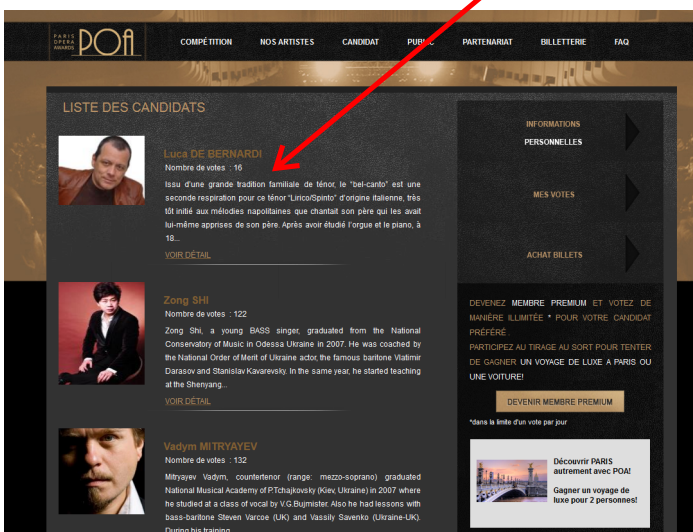 PARIS
OPERA
AWARDS
POA
COMPÉTITION NOS ARTISTES CANDIDAT PUBLIC PARTENARIAT BILLETTERIE FAQ
LISTE DES CANDIDATS
Luca DE BERNARDI
Nombre de votes : 16
Issu d'une grande tradition familiale de ténor, le "bel-canto" est une
seconde respiration pour ce ténor "Lirico/Spinto" d'origine italienne, très
tôt initié aux mélodies napolitaines que chantait son père qui les avait
lui-même apprises de son père. Après avoir étudié l'orgue et le piano, à
18...
VOIR DÉTAIL
Zong SHI
Nombre de votes : 122
Zong Shi, a young BASS singer, graduated from the National
Conservatory of Music in Odessa Ukraine in 2007. He was coached by
the National Order of Merit of Ukraine actor, the famous baritone Vlatimir
Darasov and Stanislav Kavarevsky. In the same year, he started teaching
at the Shenyang...
VOIR DÉTAIL
Vadym MITRYAYEV
Nombre de votes : 132
Mitryayev Vadym, countertenor (range: mezzo-soprano) graduated
National Musical Academy of P.Tchajkovsky (Kiev, Ukraine) in 2007 where
he studied at a class of vocal by V.G.Bujmister. Also he had lessons with
bass-baritone Steven Varcoe (UK) and Vassily Savenko (Ukraine-UK).
During his training
INFORMATIONS
PERSONNELLES
MES VOTES
ACHAT BILLETS
DEVENEZ MEMBRE PREMIUM ET VOTEZ DE
MANIÈRE ILLIMITÉE * POUR VOTRE CANDIDAT
PRÉFÉRÉ .
PARTICIPEZ AU TIRAGE AU SORT POUR TENTER
DE GAGNER UN VOYAGE DE LUXE A PARIS OU
UNE VOITURE!
DEVENIR MEMBRE PREMIUM
*dans la limite d'un vote par jour
Découvrir PARIS
autrement avec POA!
Gagner un voyage de
luxe pour 2 personnes!